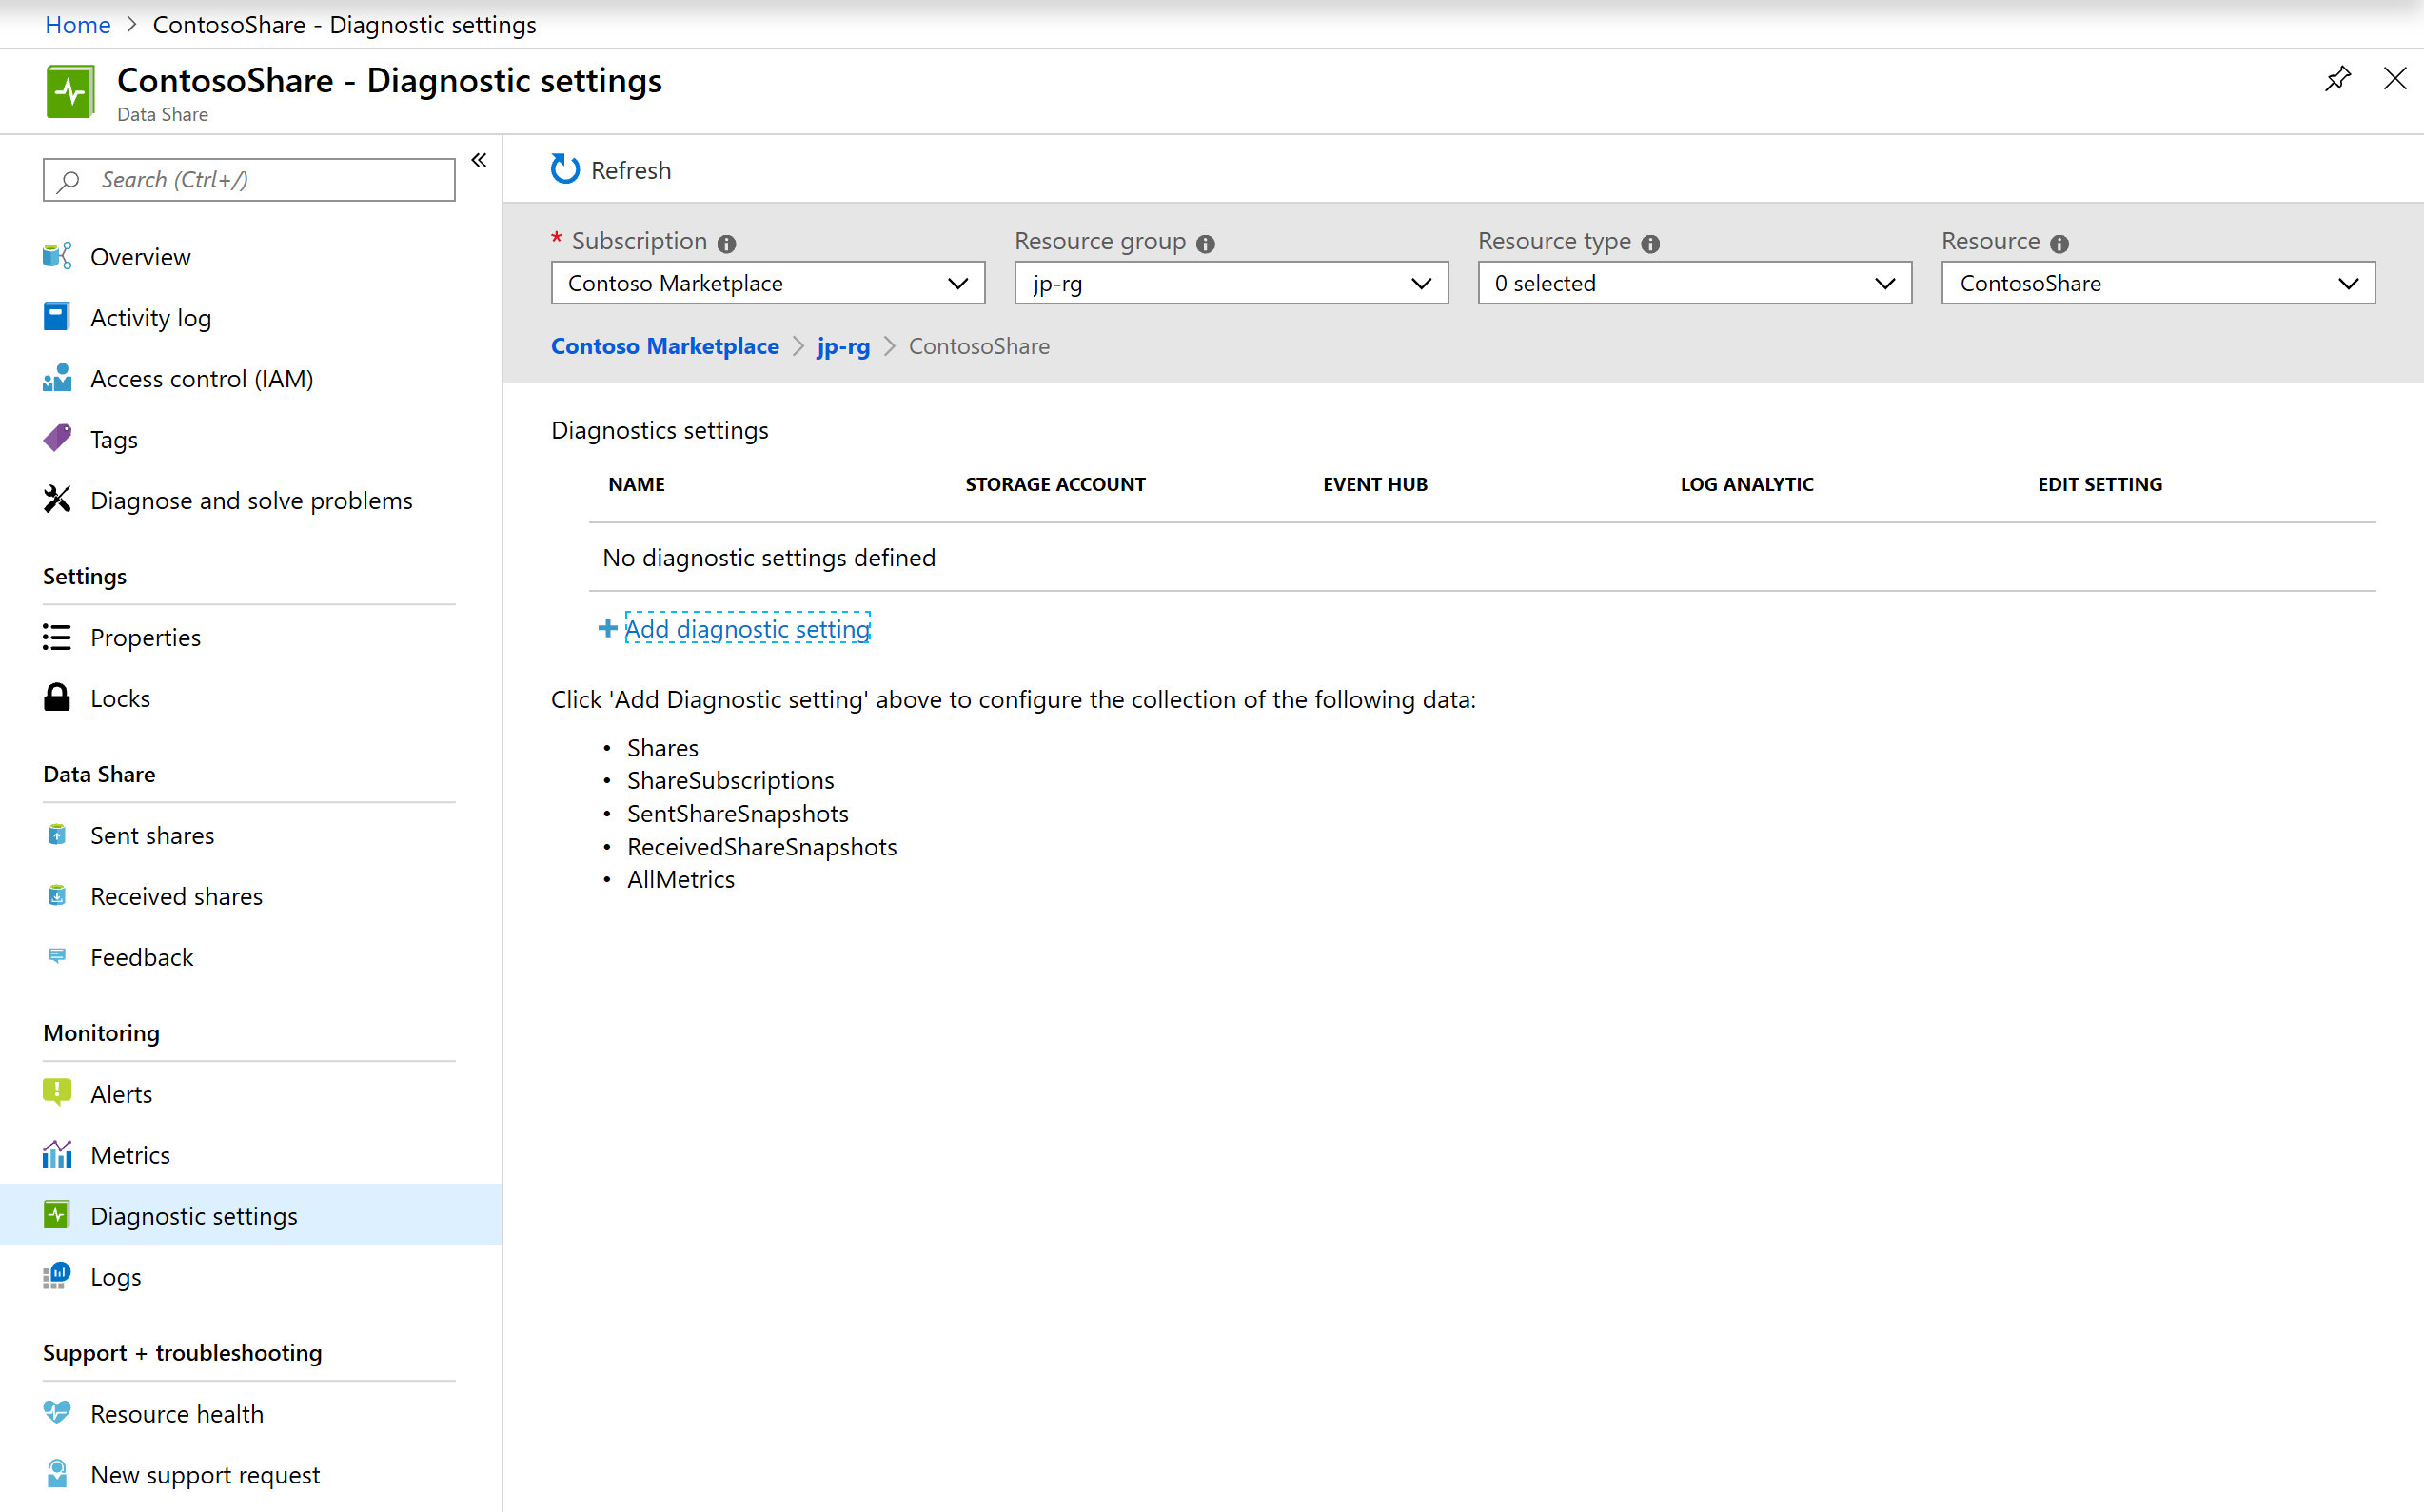 Home > ContosoShare - Diagnostic settings
ContosoShare - Diagnostic settings
Data Share
Search (Ctrl+/)
«
Overview
Activity log
Access control (IAM)
Tags
Diagnose and solve problems
Settings
Properties
Locks
Data Share
Sent shares
Received shares
Feedback
Monitoring
Alerts
Metrics
Diagnostic settings
Logs
Support + troubleshooting
Resource health
New support request
Refresh
* Subscription
Contoso Marketplace
Resource group
jp-rg
Resource type
0 selected
Resource
ContosoShare
Contoso Marketplace > jp-rg > ContosoShare
Diagnostics settings
NAME STORAGE ACCOUNT EVENT HUB LOG ANALYTIC EDIT SETTING
No diagnostic settings defined
+ Add diagnostic setting
Click 'Add Diagnostic setting' above to configure the collection of the following data:
• Shares
• ShareSubscriptions
• SentShareSnapshots
• ReceivedShareSnapshots
• AllMetrics